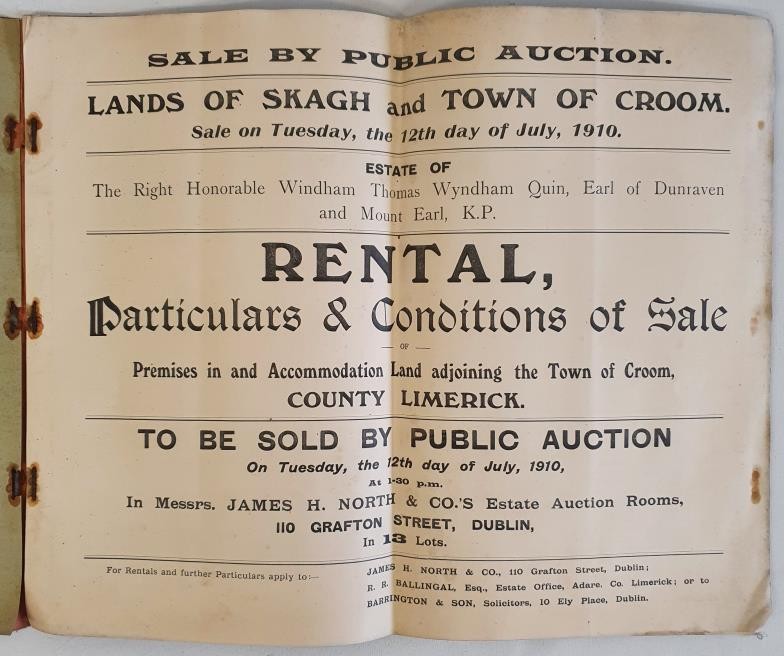 SALE BY PUBLIC AUCTION.
LANDS OF SKAGH and TOWN OF CROOM.
Sale on Tuesday, the 12th day of July, 1910.
ESTATE OF
The Right Honorable Windham Thomas Wyndham Quin, Earl of Dunraven
and Mount Earl, K.P.
RENTAL,
Particulars & Conditions of Sale
— OF —
Premises in and Accommodation Land adjoining the Town of Croom,
COUNTY LIMERICK.
TO BE SOLD BY PUBLIC AUCTION
On Tuesday, the 12th day of July, 1910,
At 1-30 p.m.
In Messrs. JAMES H. NORTH & CO.'S Estate Auction Rooms,
110 GRAFTON STREET, DUBLIN,
In 13 Lots.
For Rentals and further Particulars apply to:—
JAMES H. NORTH & CO., 110 Grafton Street, Dublin;
R. R. BALLINGAL, Esq., Estate Office, Adare, Co. Limerick; or to
BARRINGTON & SON, Solicitors, 10 Ely Place, Dublin.